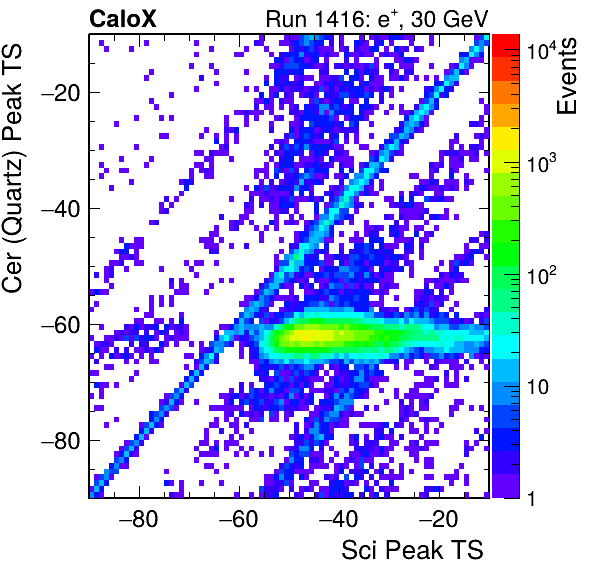 CaloX Run 1416: e⁺, 30 GeV
Cer (Quartz) Peak TS
−20
−40
−60
−80
−80 −60 −40 −20
Sci Peak TS
Events
10⁴
10³
10²
10
1